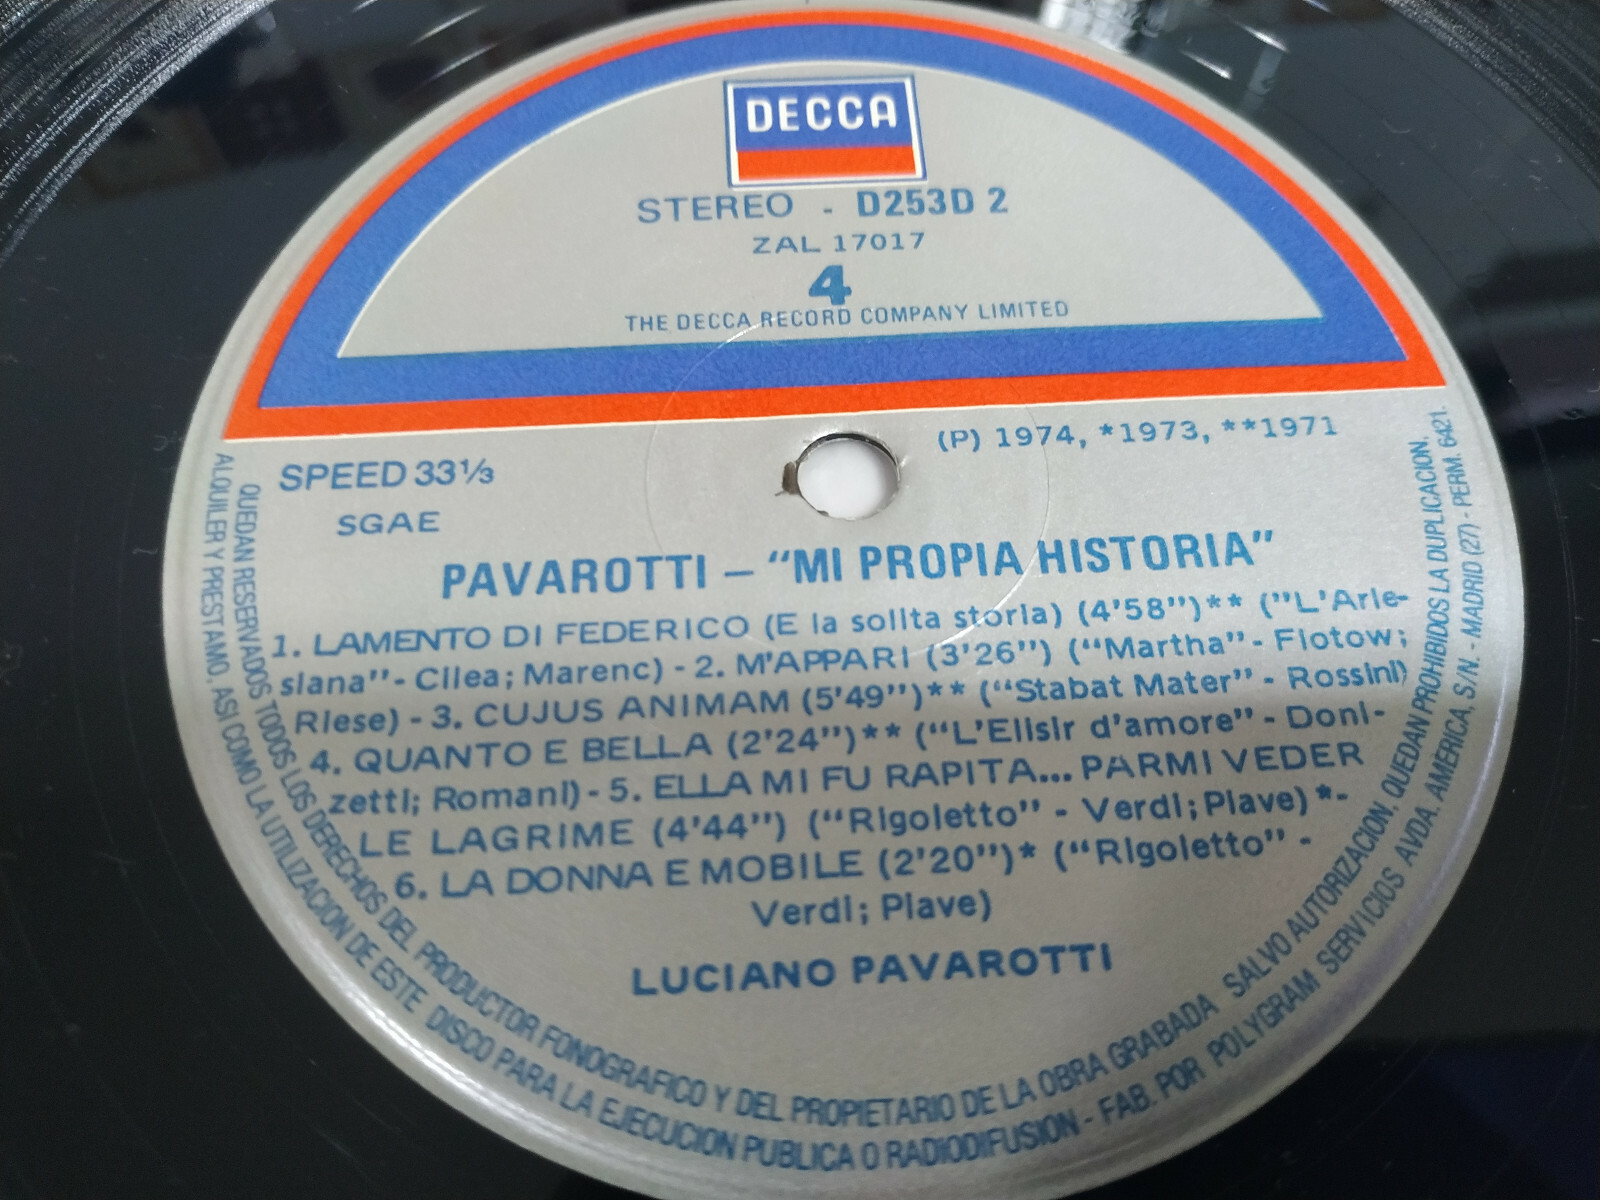 DECCA
STEREO - D253D 2
ZAL 17017
4
THE DECCA RECORD COMPANY LIMITED
(P) 1974, *1973, **1971
SPEED 33⅓
SGAE
PAVAROTTI – “MI PROPIA HISTORIA”
1. LAMENTO DI FEDERICO (E la solita storia) (4'58”)** (”L'Arle-
siana”- Cilea; Marenc) - 2. M'APPARI (3'26”) (“Martha”- Flotow;
Riese) - 3. CUJUS ANIMAM (5'49”)** (“Stabat Mater” - Rossini)
4. QUANTO E BELLA (2'24”)** (“L'Elisir d'amore” - Doni-
zetti; Romani) - 5. ELLA MI FU RAPITA... PARMI VEDER
LE LAGRIME (4'44”) (“Rigoletto” - Verdi; Piave) *-
6. LA DONNA E MOBILE (2'20”)* (“Rigoletto” -
Verdi; Piave)
LUCIANO PAVAROTTI
QUEDAN RESERVADOS TODOS LOS DERECHOS DEL PRODUCTOR FONOGRAFICO Y DEL PROPIETARIO DE LA OBRA GRABADA SALVO AUTORIZACION, QUEDAN PROHIBIDOS LA DUPLICACION,
ALQUILER Y PRESTAMO, ASI COMO LA UTILIZACION DE ESTE DISCO PARA LA EJECUCION PUBLICA O RADIODIFUSION - FAB. POR POLYGRAM SERVICIOS AVDA. AMERICA, S/N. - MADRID (27) - PERM. 6421.